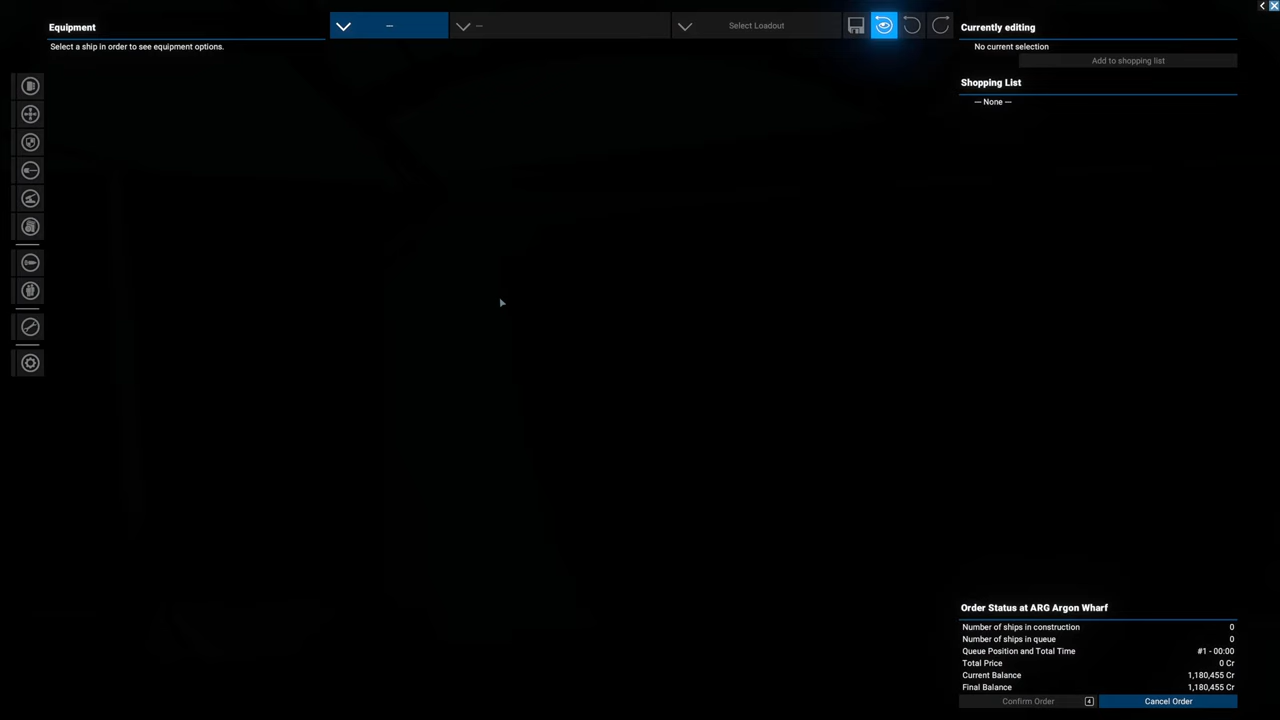 Equipment
Select a ship in order to see equipment options.
—
—
Select Loadout
Currently editing
No current selection
Add to shopping list
Shopping List
— None —
Order Status at ARG Argon Wharf
Number of ships in construction 0
Number of ships in queue 0
Queue Position and Total Time #1 - 00:00
Total Price 0 Cr
Current Balance 1,180,455 Cr
Final Balance 1,180,455 Cr
Confirm Order 4 Cancel Order